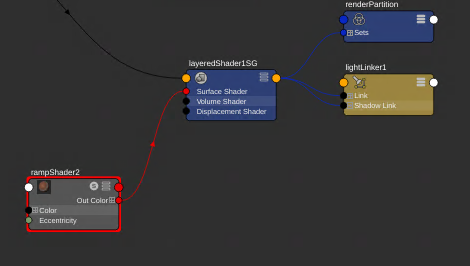 renderPartition
Sets
layeredShader1SG
Surface Shader
Volume Shader
Displacement Shader
lightLinker1
Link
Shadow Link
rampShader2
Out Color
Color
Eccentricity